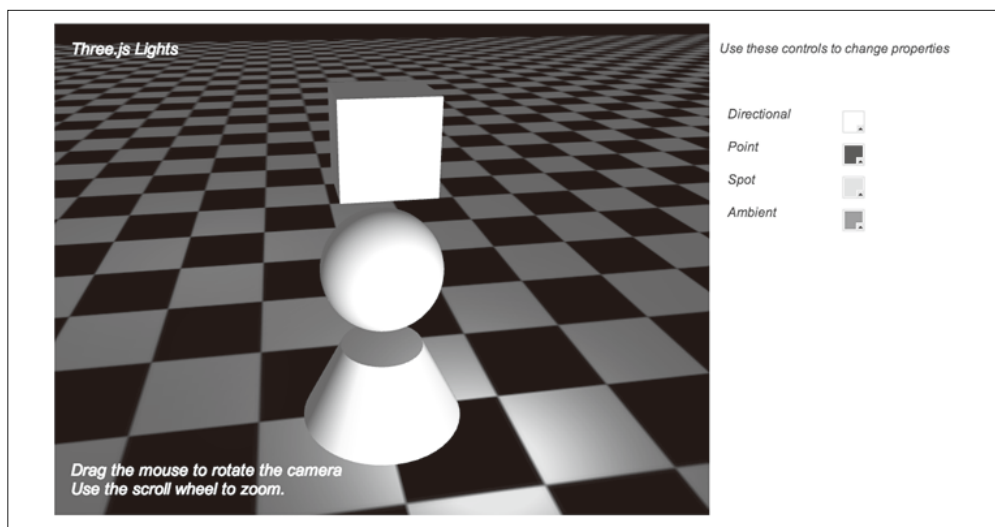 Three.js Lights
Use these controls to change properties
Directional
Point
Spot
Ambient
Drag the mouse to rotate the camera
Use the scroll wheel to zoom.